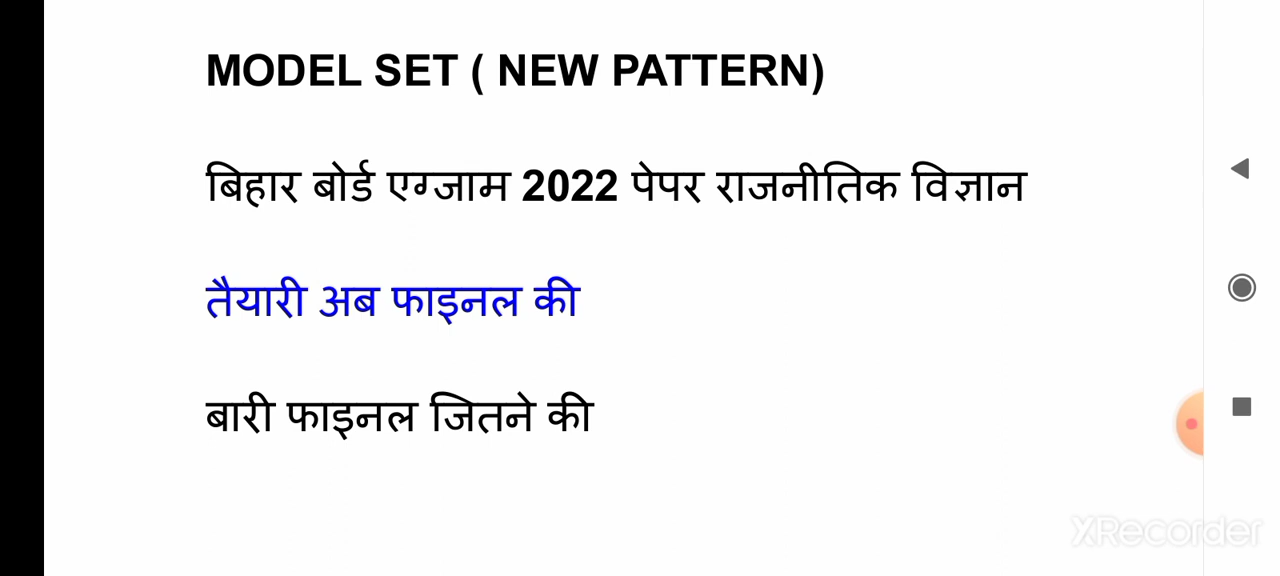 MODEL SET ( NEW PATTERN)
बिहार बोर्ड एग्जाम 2022 पेपर राजनीतिक विज्ञान
तैयारी अब फाइनल की
बारी फाइनल जितने की
XRecorder